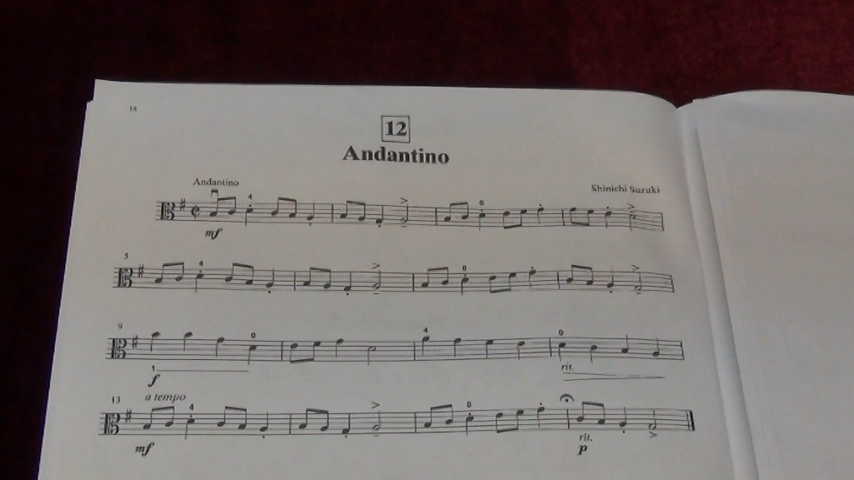 18
12
Andantino
Andantino
Shinichi Suzuki
4 0
mf
5
4 0
9
0 4 0
1
f
rit.
13
a tempo
4 0
mf
rit.
p